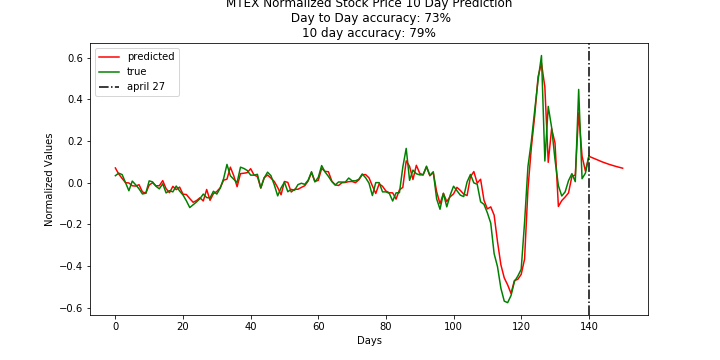 MTEX Normalized Stock Price 10 Day Prediction
Day to Day accuracy: 73%
10 day accuracy: 79%
predicted
true
april 27
Normalized Values
0.6
0.4
0.2
0.0
−0.2
−0.4
−0.6
0
20
40
60
80
100
120
140
Days